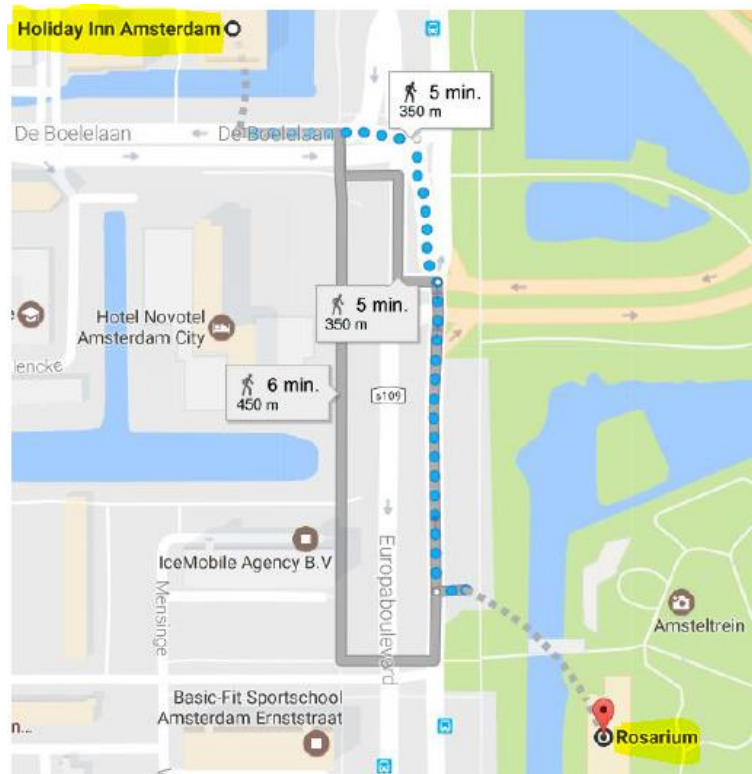 Holiday Inn Amsterdam
5 min.
350 m
De Boelelaan
De Boelelaan
Hotel Novotel
Amsterdam City
5 min.
350 m
lencke
6 min.
450 m
s109
IceMobile Agency B.V
Mensinge
Europaboulevard
Amsteltrein
Basic-Fit Sportschool
Amsterdam Ernststraat
Rosarium